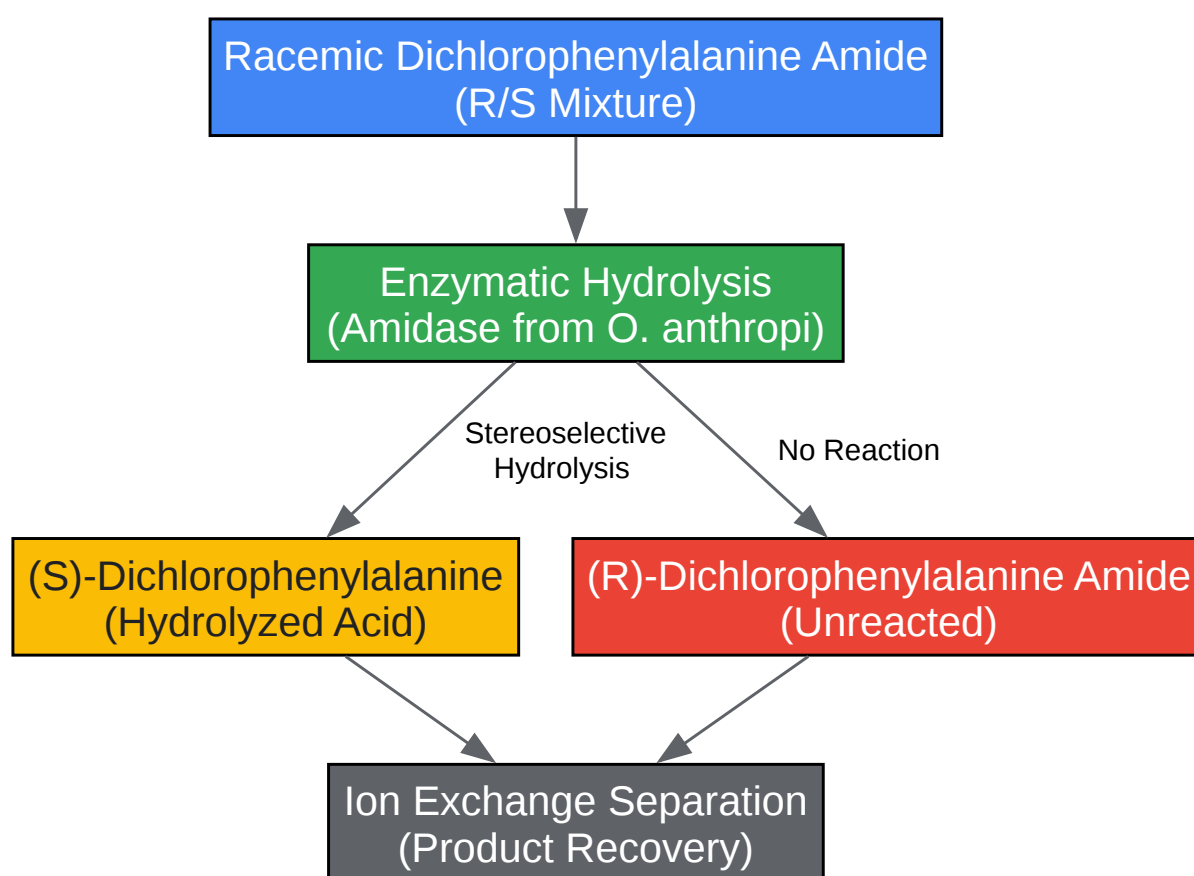 Racemic Dichlorophenylalanine Amide
(R/S Mixture)
Enzymatic Hydrolysis
(Amidase from O. anthropi)
Stereoselective
Hydrolysis
No Reaction
(S)-Dichlorophenylalanine
(Hydrolyzed Acid)
(R)-Dichlorophenylalanine Amide
(Unreacted)
Ion Exchange Separation
(Product Recovery)